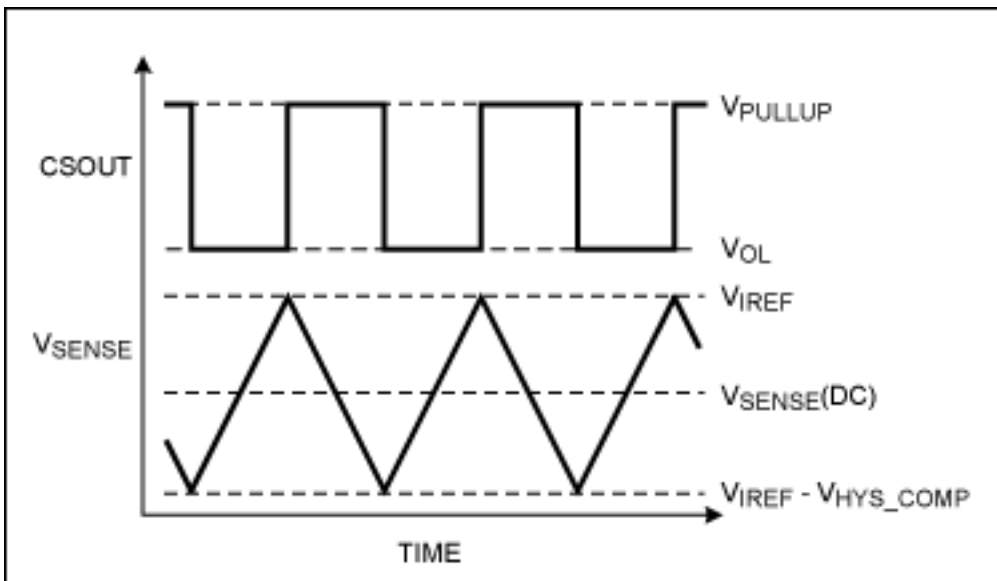 VPULLUP
CSOUT
VOL
VIREF
VSENSE
VSENSE(DC)
VIREF - VHYS_COMP
TIME